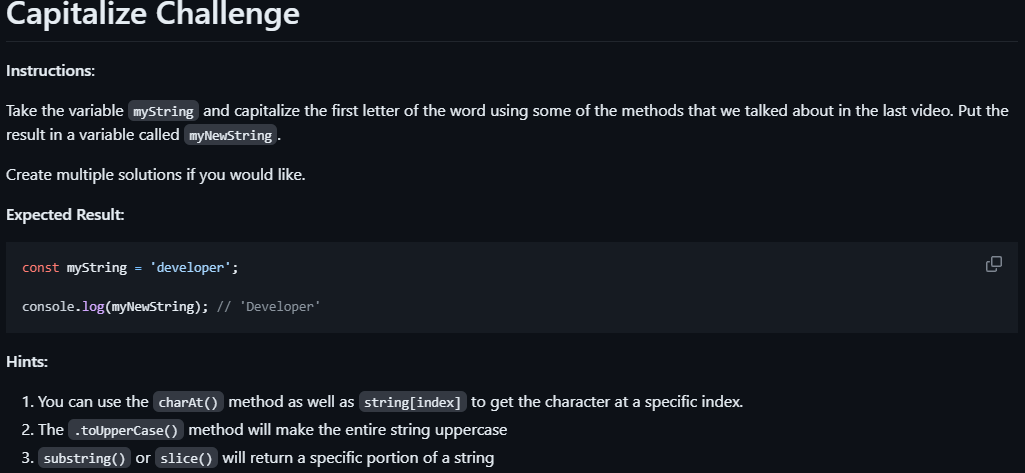 Capitalize Challenge
Instructions:
Take the variable myString and capitalize the first letter of the word using some of the methods that we talked about in the last video. Put the
result in a variable called myNewString.
Create multiple solutions if you would like.
Expected Result:
const myString = 'developer';
console.log(myNewString); // 'Developer'
Hints:
1. You can use the charAt() method as well as string[index] to get the character at a specific index.
2. The .toUpperCase() method will make the entire string uppercase
3. substring() or slice() will return a specific portion of a string